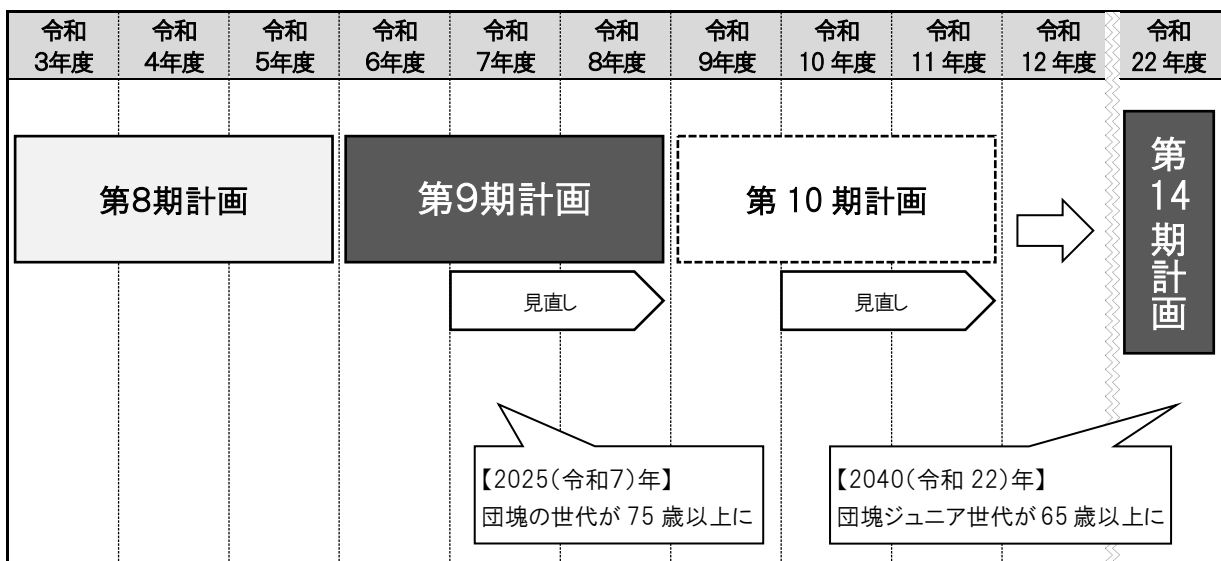 令和
3年度
令和
4年度
令和
5年度
令和
6年度
令和
7年度
令和
8年度
令和
9年度
令和
10 年度
令和
11 年度
令和
12 年度
令和
22 年度
第8期計画
第9期計画
第 10 期計画
第14期計画
見直し
見直し
【2025(令和7)年】
団塊の世代が 75 歳以上に
【2040(令和 22)年】
団塊ジュニア世代が 65 歳以上に